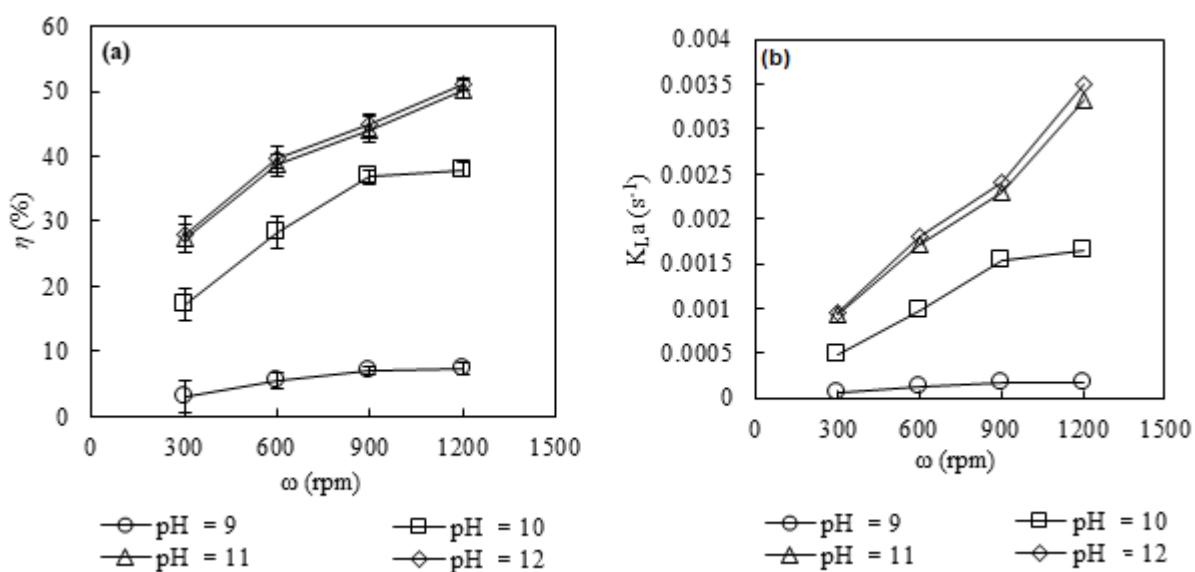 (a)
60
50
40
30
20
10
0
η (%)
0 300 600 900 1200 1500
ω (rpm)
pH = 9 pH = 10
pH = 11 pH = 12
(b)
0.004
0.0035
0.003
0.0025
0.002
0.0015
0.001
0.0005
0
K_La (s⁻¹)
0 300 600 900 1200 1500
ω (rpm)
pH = 9 pH = 10
pH = 11 pH = 12